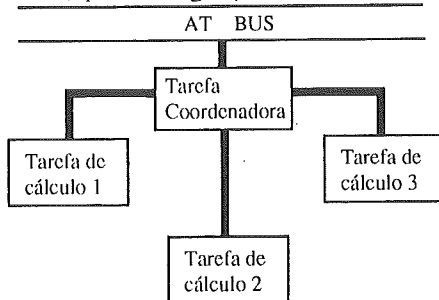 AT BUS
Tarefa
Coordenadora
Tarefa de
cálculo 1
Tarefa de
cálculo 3
Tarefa de
cálculo 2